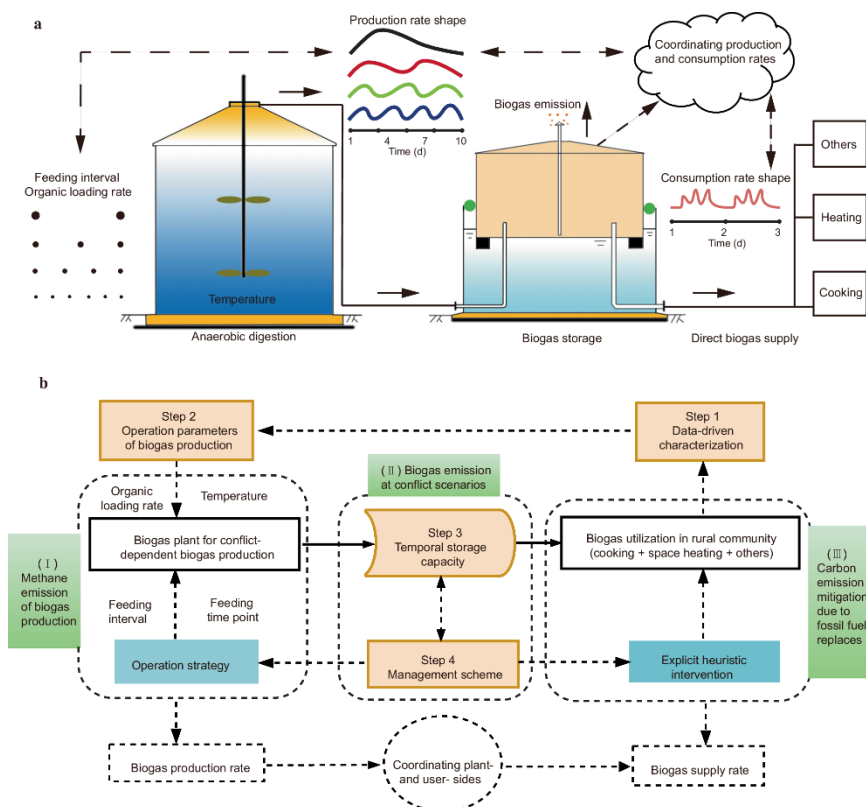 a
Production rate shape
1 4 7 10
Time (d)
Coordinating production
and consumption rates
Biogas emission
Feeding interval
Organic loading rate
Consumption rate shape
1 2 3
Time (d)
Others
Heating
Cooking
Temperature
Anaerobic digestion
Biogas storage
Direct biogas supply
b
Step 2
Operation parameters
of biogas production
Step 1
Data-driven
characterization
(Ⅱ) Biogas emission
at conflict scenarios
Organic
loading rate
Temperature
Biogas plant for conflict-
dependent biogas production
Step 3
Temporal storage
capacity
Biogas utilization in rural community
(cooking + space heating + others)
(Ⅰ)
Methane
emission
of biogas
production
(Ⅲ)
Carbon
emission
mitigation
due to
fossil fuel
replaces
Feeding
interval
Feeding
time point
Operation strategy
Step 4
Management scheme
Explicit heuristic
intervention
Biogas production rate
Coordinating plant-
and user- sides
Biogas supply rate